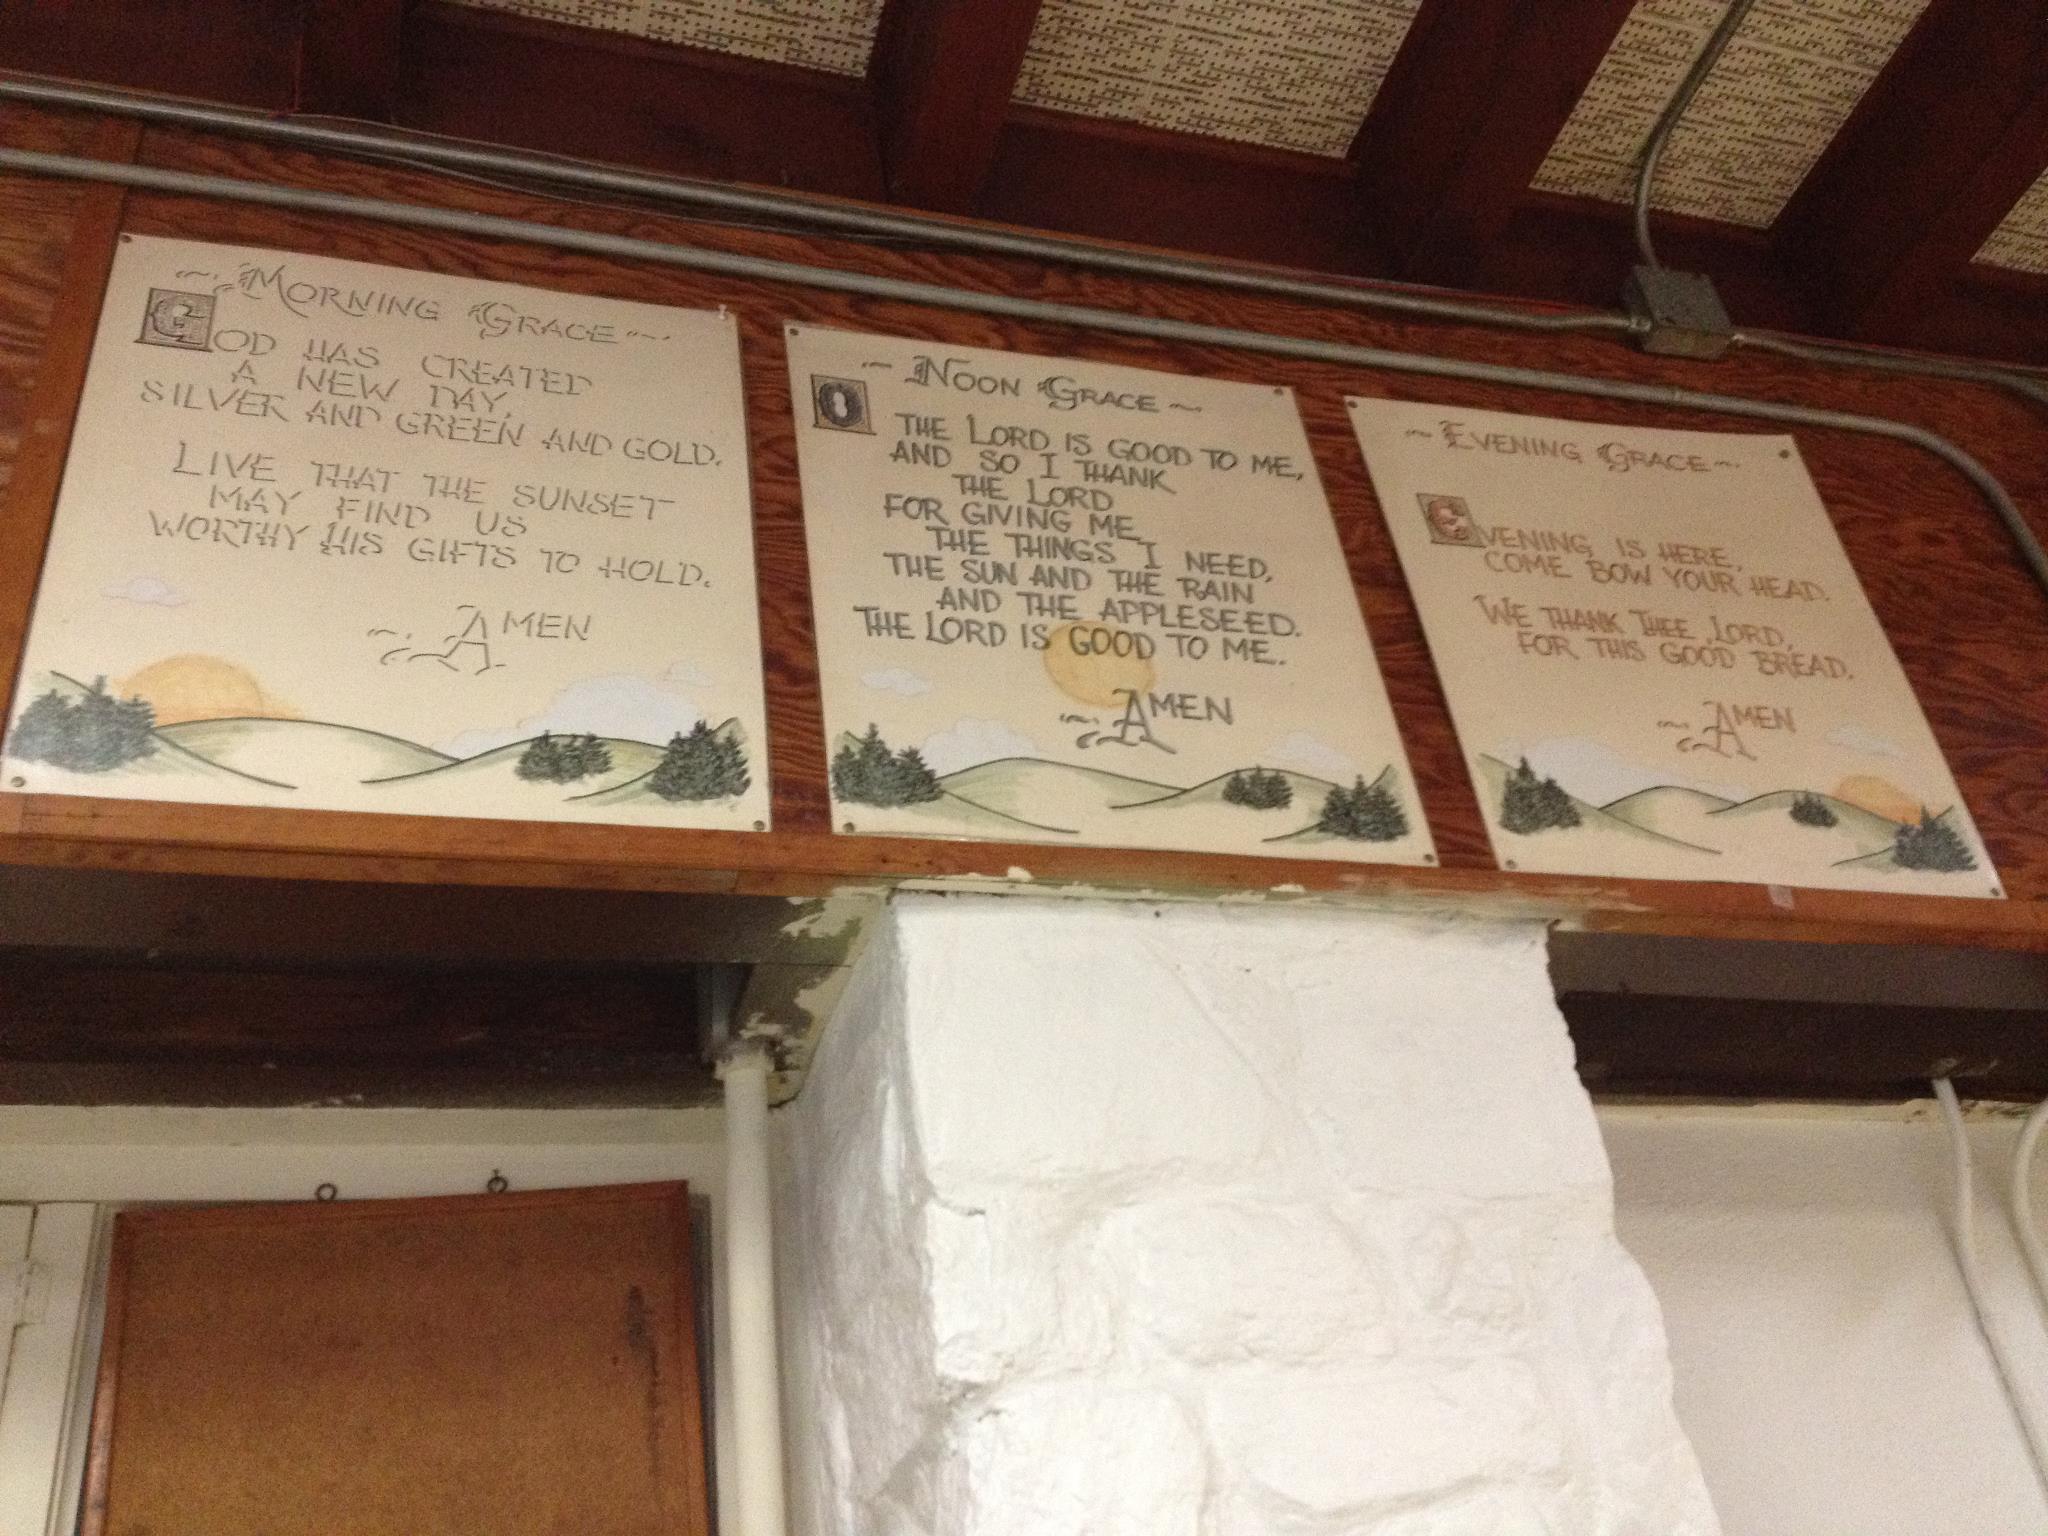 ~ Morning Grace ~
GOD HAS CREATED
A NEW DAY,
SILVER AND GREEN AND GOLD.
LIVE THAT THE SUNSET
MAY FIND US
WORTHY HIS GIFTS TO HOLD.
AMEN
~ Noon Grace ~
O THE LORD IS GOOD TO ME,
AND SO I THANK
THE LORD
FOR GIVING ME
THE THINGS I NEED,
THE SUN AND THE RAIN
AND THE APPLESEED.
THE LORD IS GOOD TO ME.
AMEN
~ Evening Grace ~
EVENING IS HERE,
COME BOW YOUR HEAD.
WE THANK THEE, LORD,
FOR THIS GOOD BREAD.
AMEN